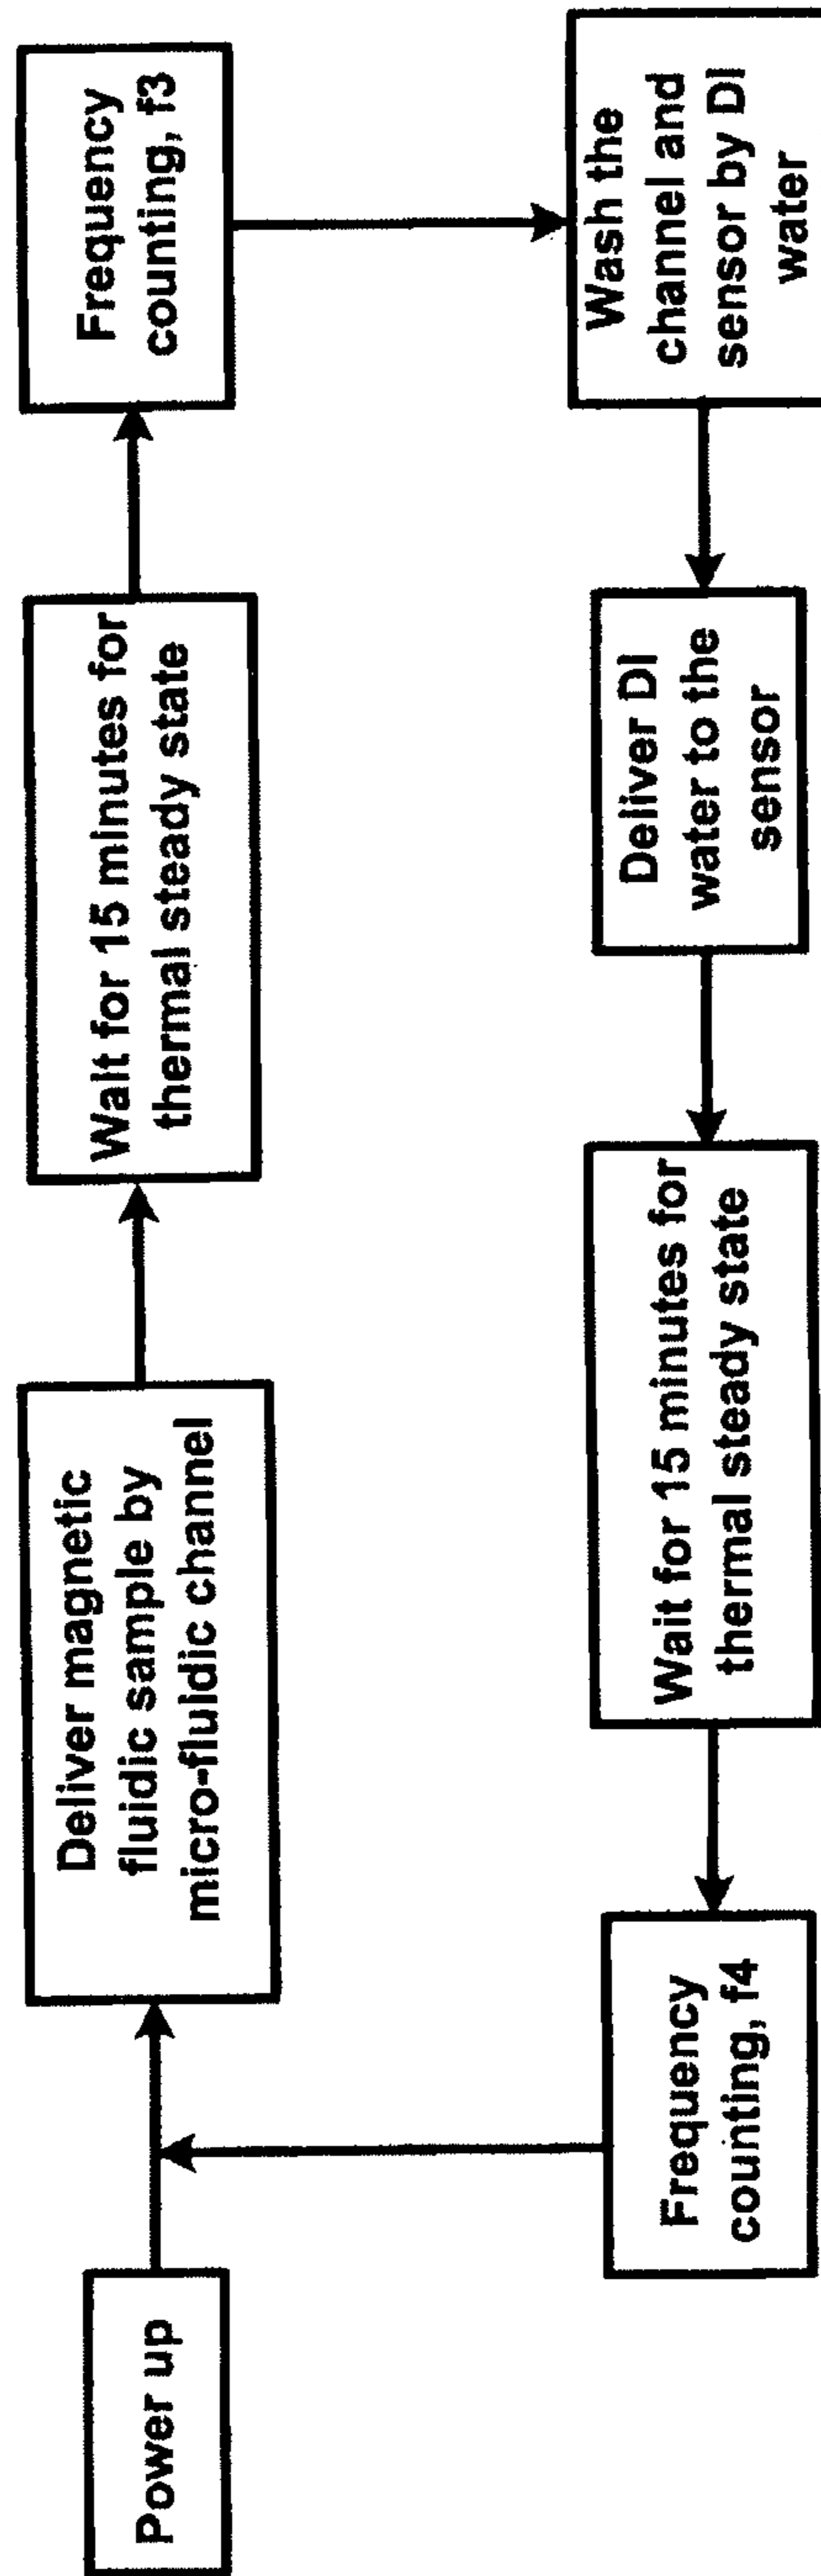 Power up
Deliver magnetic
fluidic sample by
micro-fluidic channel
Wait for 15 minutes for
thermal steady state
Frequency
counting, f3
Wash the
channel and
sensor by DI
water
Deliver DI
water to the
sensor
Wait for 15 minutes for
thermal steady state
Frequency
counting, f4